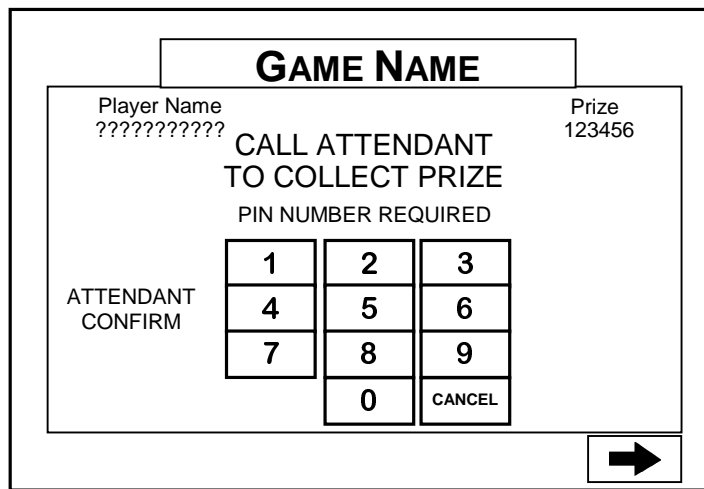 GAME NAME
Player Name
???????????
Prize
123456
CALL ATTENDANT
TO COLLECT PRIZE
PIN NUMBER REQUIRED
ATTENDANT
CONFIRM
1 2 3
4 5 6
7 8 9
0 CANCEL